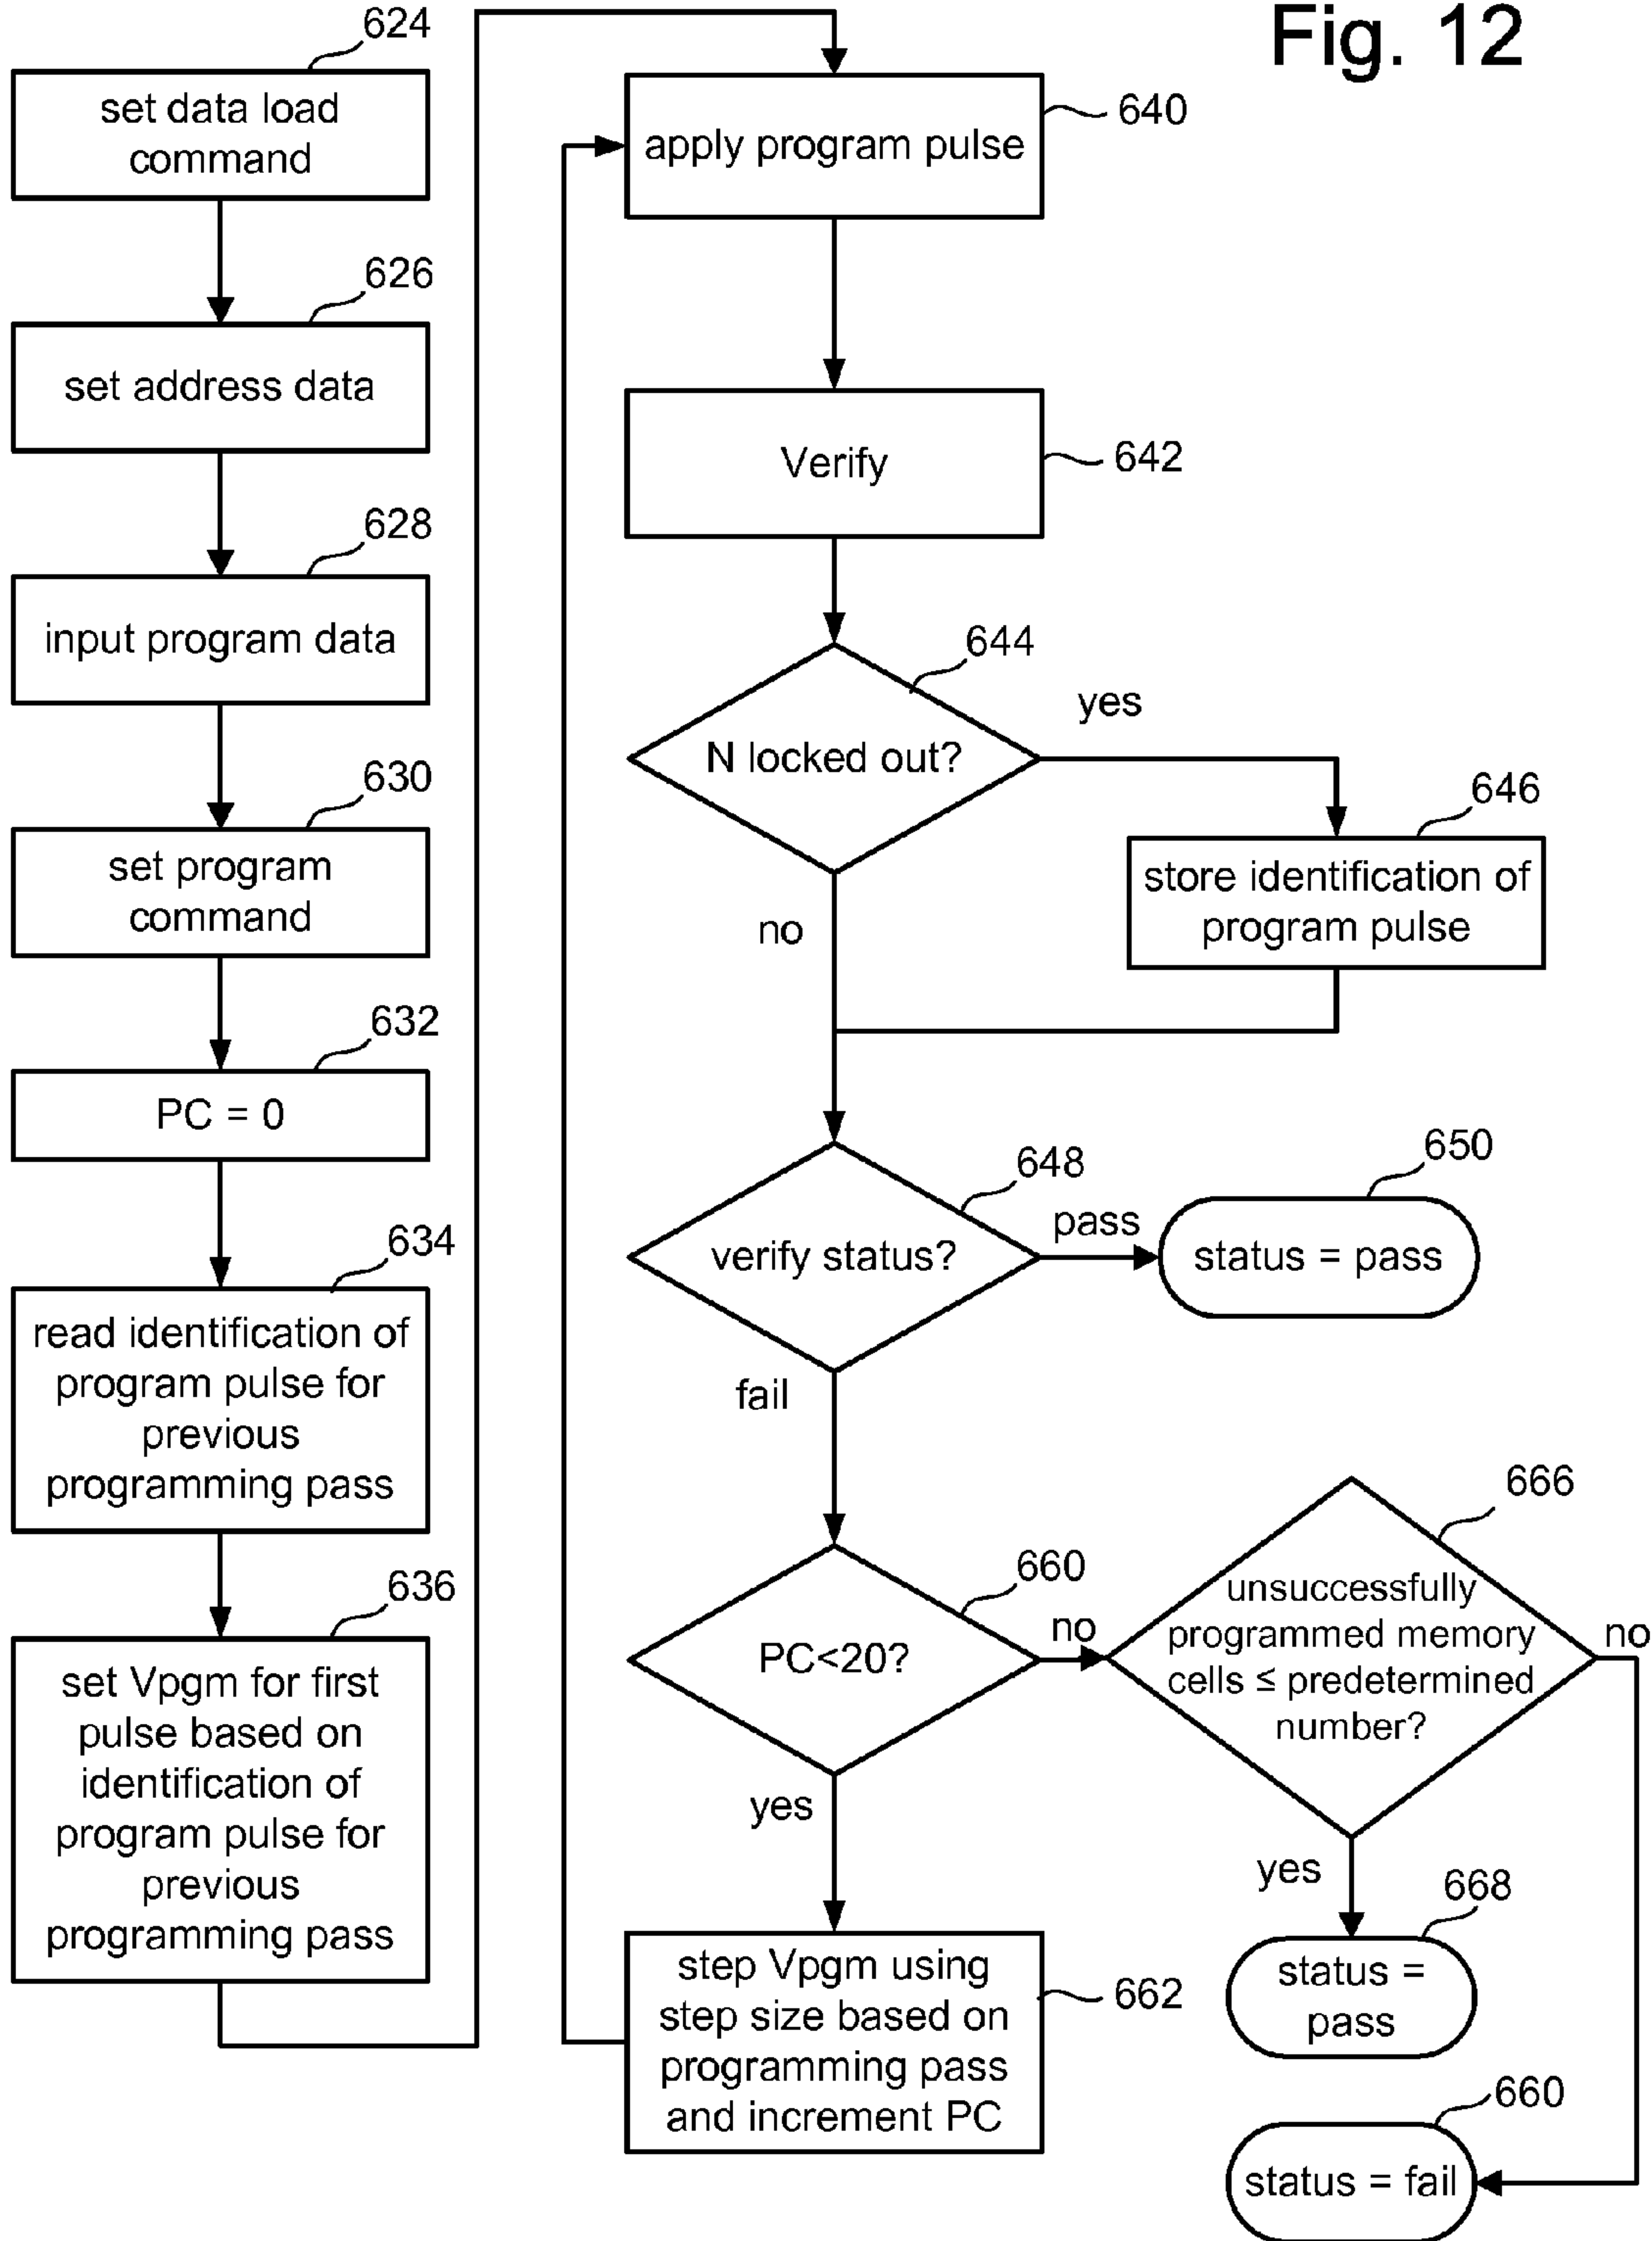 Fig. 12
624
set data load
command
626
set address data
628
input program data
630
set program
command
632
PC = 0
634
read identification of
program pulse for
previous
programming pass
636
set Vpgm for first
pulse based on
identification of
program pulse for
previous
programming pass
640
apply program pulse
642
Verify
644
N locked out?
yes
no
646
store identification of
program pulse
648
verify status?
pass
fail
650
status = pass
660
PC<20?
no
yes
666
unsuccessfully
programmed memory
cells ≤ predetermined
number?
no
yes
662
step Vpgm using
step size based on
programming pass
and increment PC
668
status =
pass
660
status = fail